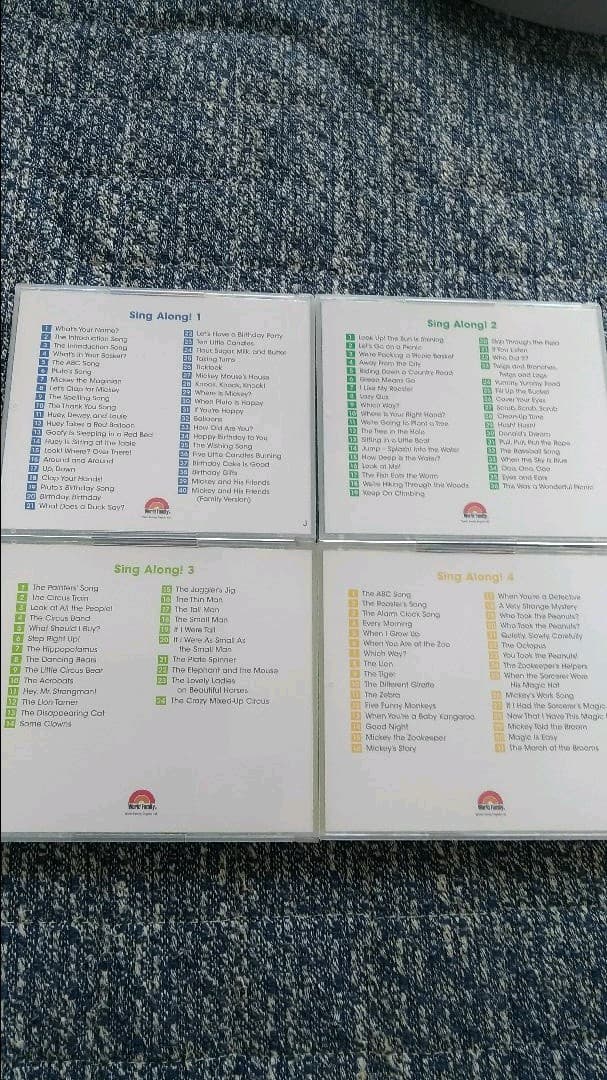 Sing Along! 1
1 What's Your Name?
2 The Introduction Song
3 The Introduction Song
4 What's in Your Basket?
5 The ABC Song
6 Pluto's Song
7 Mickey the Magician
8 Let's Clap for Mickey
9 The Spelling Song
10 The Thank You Song
11 Huey, Dewey, and Louie
12 Huey Takes a Red Balloon
13 Goofy Is Sleeping in a Red Bed
14 Huey Is Sitting at the Table
15 Look! Where? Over There!
16 Around and Around
17 Up, Down
18 Clap Your Hands!
19 Pluto's Birthday Song
20 Birthday, Birthday
21 What Does a Duck Say?
22 Let's Have a Birthday Party
23 Ten Little Candles
24 Flour, Sugar, Milk, and Butter
25 Taking Turns
26 Ticktock
27 Mickey Mouse's House
28 Knock, Knock, Knock!
29 Where Is Mickey?
30 When Pluto Is Happy
31 If You're Happy
32 Balloons
33 How Old Are You?
34 Happy Birthday to You
35 The Wishing Song
36 Five Little Candles Burning
37 Birthday Cake Is Good
38 Birthday Gifts
39 Mickey and His Friends
40 Mickey and His Friends
(Family Version)
World Family
Sing Along! 2
1 Look Up! The Sun Is Shining
2 Let's Go on a Picnic
3 We're Packing a Picnic Basket
4 Away From the City
5 Riding Down a Country Road
6 Green Means Go
7 I Like My Rooster
8 Lazy Gus
9 Which Way?
10 Where Is Your Right Hand?
11 We're Going to Plant a Tree
12 The Tree in the Hole
13 Sitting in a Little Boat
14 Jump – Splash Into the Water
15 How Deep Is the Water?
16 Look at Me!
17 The Fish Eats the Worm
18 We're Hiking Through the Woods
19 Keep On Climbing
20 Skip Through the Field
21 If You Listen
22 Who Did It?
23 Twigs and Branches,
Twigs and Logs
24 Yummy Yummy Food
25 Fill Up the Bucket
26 Cover Your Eyes
27 Scrub, Scrub, Scrub
28 Clean-Up Time
29 Hush! Hush!
30 Donald's Dream
31 Pull, Pull, Pull the Rope
32 The Baseball Song
33 When the Sky Is Blue
34 Ooo, Ooo, Ooo
35 Eyes and Ears
36 This Was a Wonderful Picnic
World Family
Sing Along! 3
1 The Painters' Song
2 The Circus Train
3 Look at All the People!
4 The Circus Band
5 What Should I Buy?
6 Step Right Up!
7 The Hippopotamus
8 The Dancing Bears
9 The Little Circus Bear
10 The Acrobats
11 Hey, Mr. Strongman!
12 The Lion Tamer
13 The Disappearing Cat
14 Some Clowns
15 The Juggler's Jig
16 The Thin Man
17 The Tall Man
18 The Small Man
19 If I Were Tall
20 If I Were As Small As
the Small Man
21 The Plate Spinner
22 The Elephant and the Mouse
23 The Lovely Ladies
on Beautiful Horses
24 The Crazy Mixed-Up Circus
World Family
Sing Along! 4
1 The ABC Song
2 The Rooster's Song
3 The Alarm Clock Song
4 Every Morning
5 When I Grow Up
6 When You Are at the Zoo
7 Which Way?
8 The Lion
9 The Tiger
10 The Different Giraffe
11 The Zebra
12 Five Funny Monkeys
13 When You're a Baby Kangaroo
14 Good Night
15 Mickey the Zookeeper
16 Mickey's Story
17 When You're a Detective
18 A Very Strange Mystery
19 Who Took the Peanuts?
20 Who Took the Peanuts?
21 Quietly, Slowly, Carefully
22 The Octopus
23 You Took the Peanuts!
24 The Zookeeper's Helpers
25 When the Sorcerer Wore
His Magic Hat
26 Mickey's Work Song
27 If I Had the Sorcerer's Magic
28 Now That I Have This Magic
29 Mickey Told the Broom
30 Magic Is Easy
31 The March of the Brooms
World Family